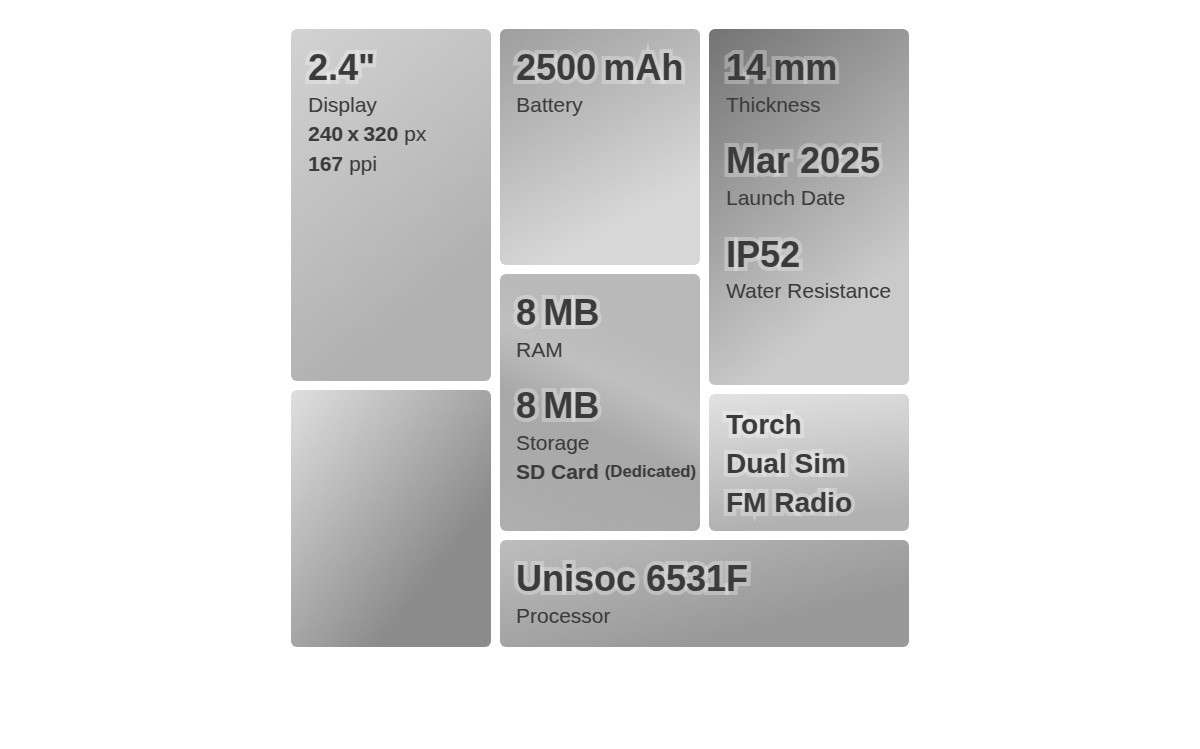 2.4"
Display
240 x 320 px
167 ppi
2500 mAh
Battery
8 MB
RAM
8 MB
Storage
SD Card (Dedicated)
14 mm
Thickness
Mar 2025
Launch Date
IP52
Water Resistance
Torch
Dual Sim
FM Radio
Unisoc 6531F
Processor